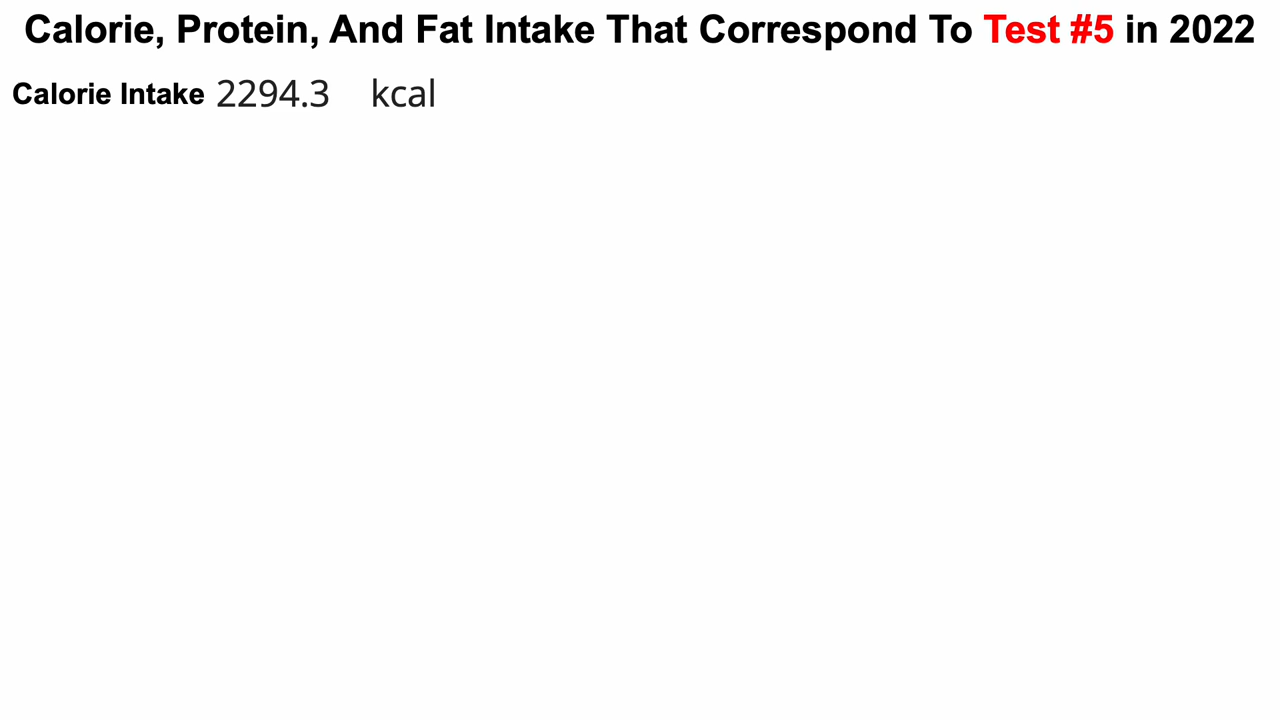 Calorie, Protein, And Fat Intake That Correspond To Test #5 in 2022
Calorie Intake 2294.3 kcal